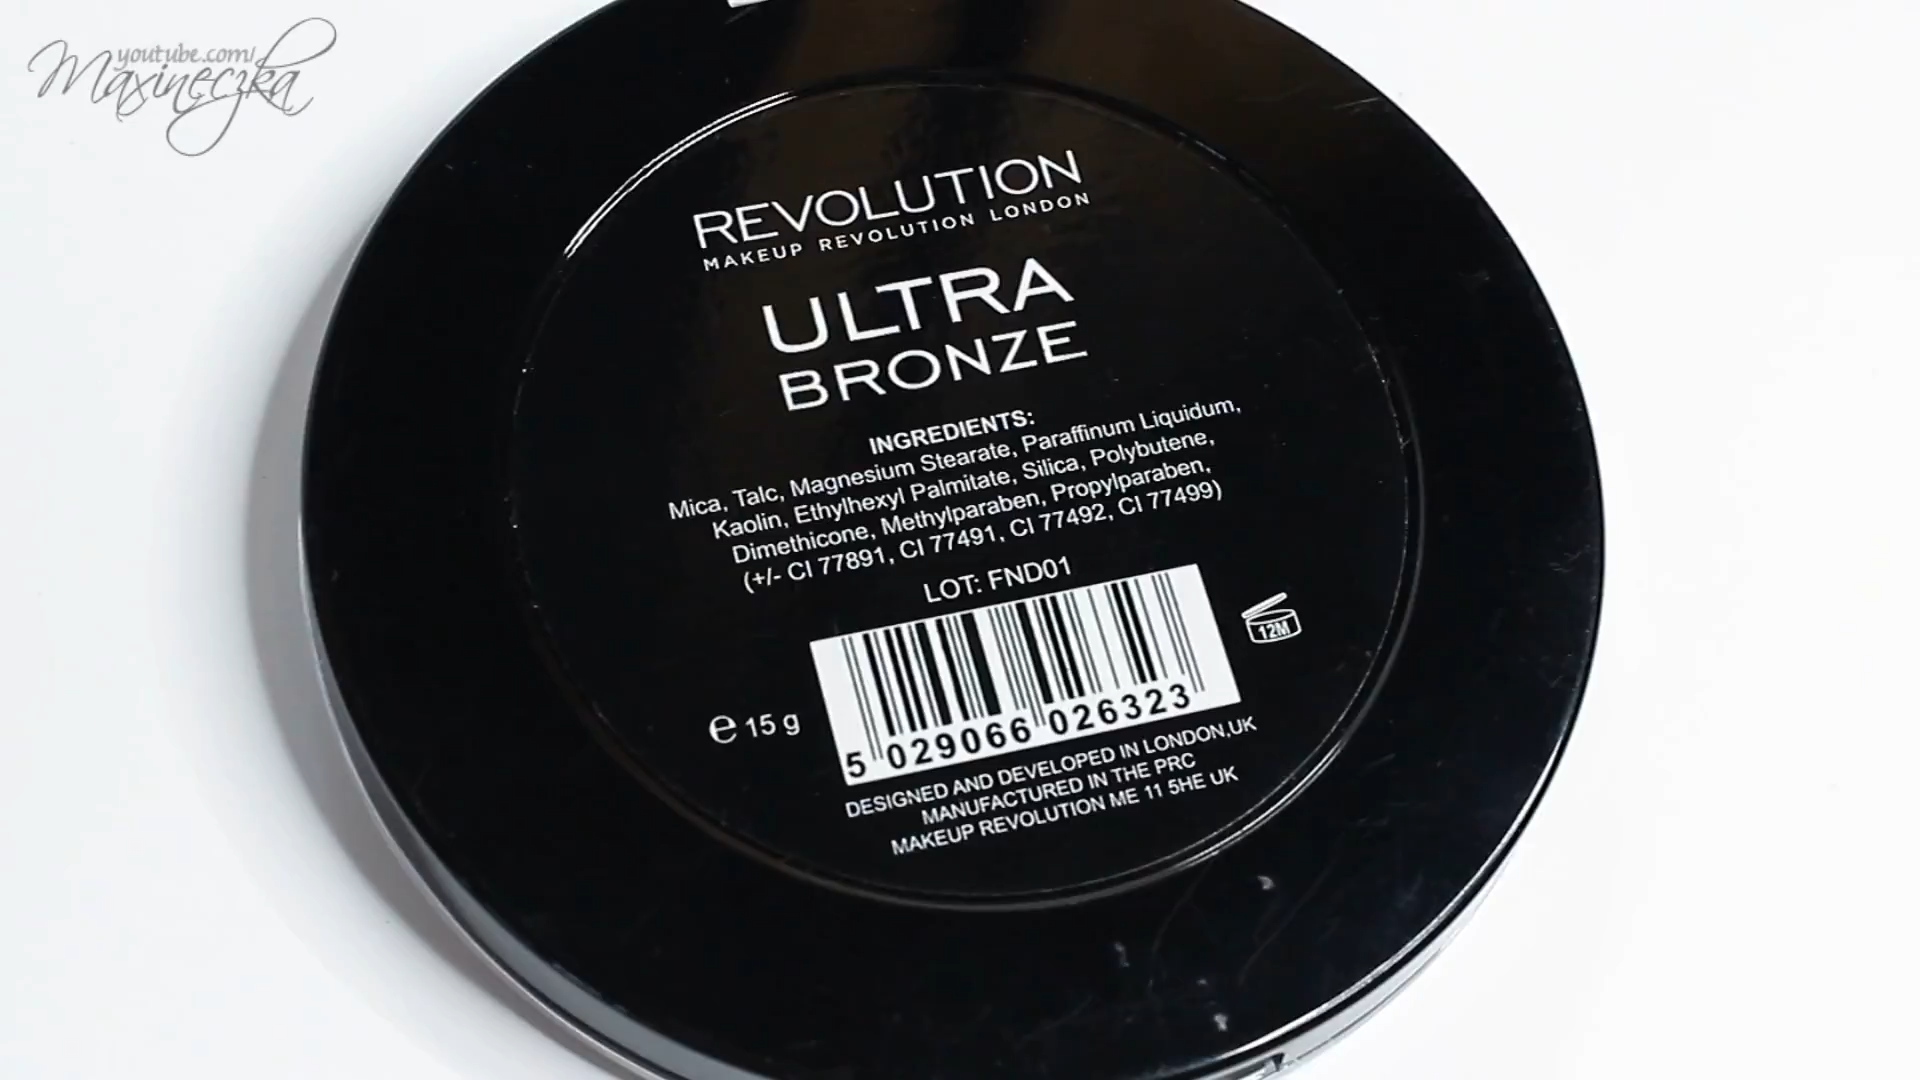 youtube.com/
Maxineczka
REVOLUTION
MAKEUP REVOLUTION LONDON
ULTRA
BRONZE
INGREDIENTS:
Mica, Talc, Magnesium Stearate, Paraffinum Liquidum,
Kaolin, Ethylhexyl Palmitate, Silica, Polybutene,
Dimethicone, Methylparaben, Propylparaben,
(+/- CI 77891, CI 77491, CI 77492, CI 77499)
LOT: FND01
12M
℮ 15 g
5 029066 026323
DESIGNED AND DEVELOPED IN LONDON,UK
MANUFACTURED IN THE PRC
MAKEUP REVOLUTION ME 11 5HE UK